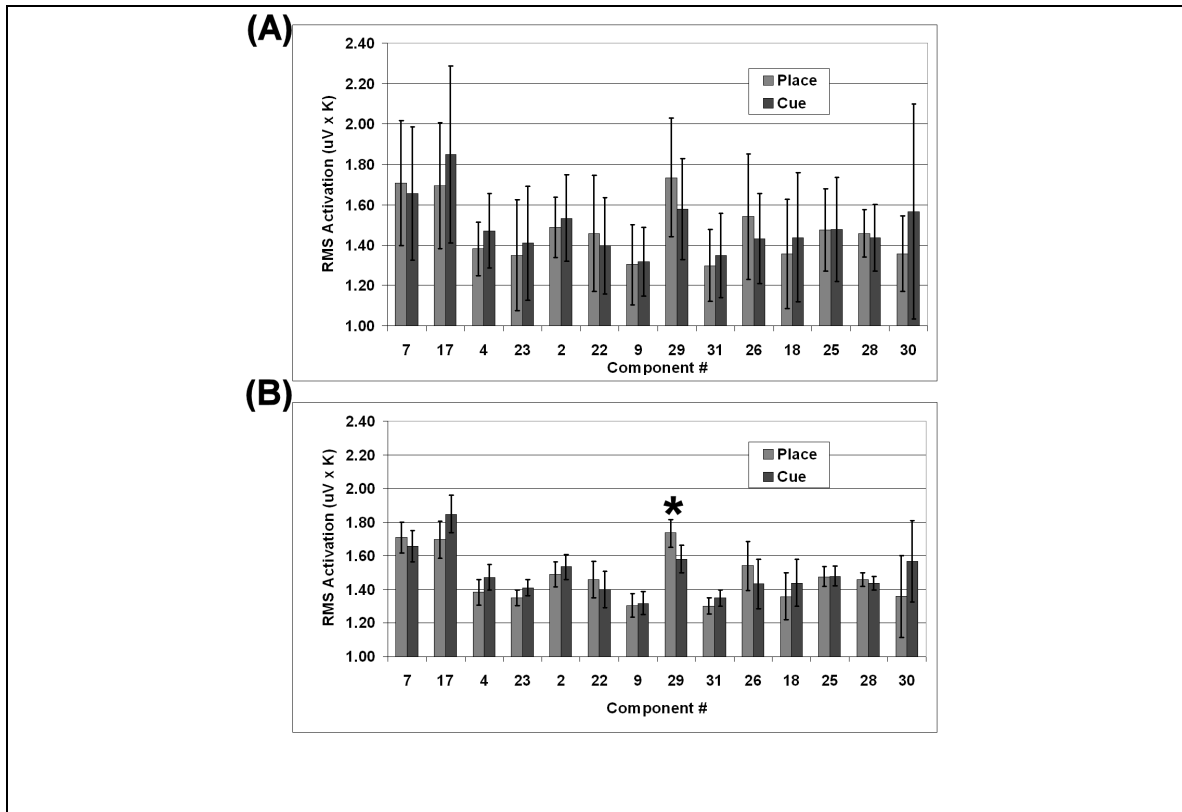 (A)
2.40
2.20
2.00
1.80
1.60
1.40
1.20
1.00
RMS Activation (uV x K)
Place
Cue
7 17 4 23 2 22 9 29 31 26 18 25 28 30
Component #
(B)
2.40
2.20
2.00
1.80
1.60
1.40
1.20
1.00
RMS Activation (uV x K)
Place
Cue
*
7 17 4 23 2 22 9 29 31 26 18 25 28 30
Component #